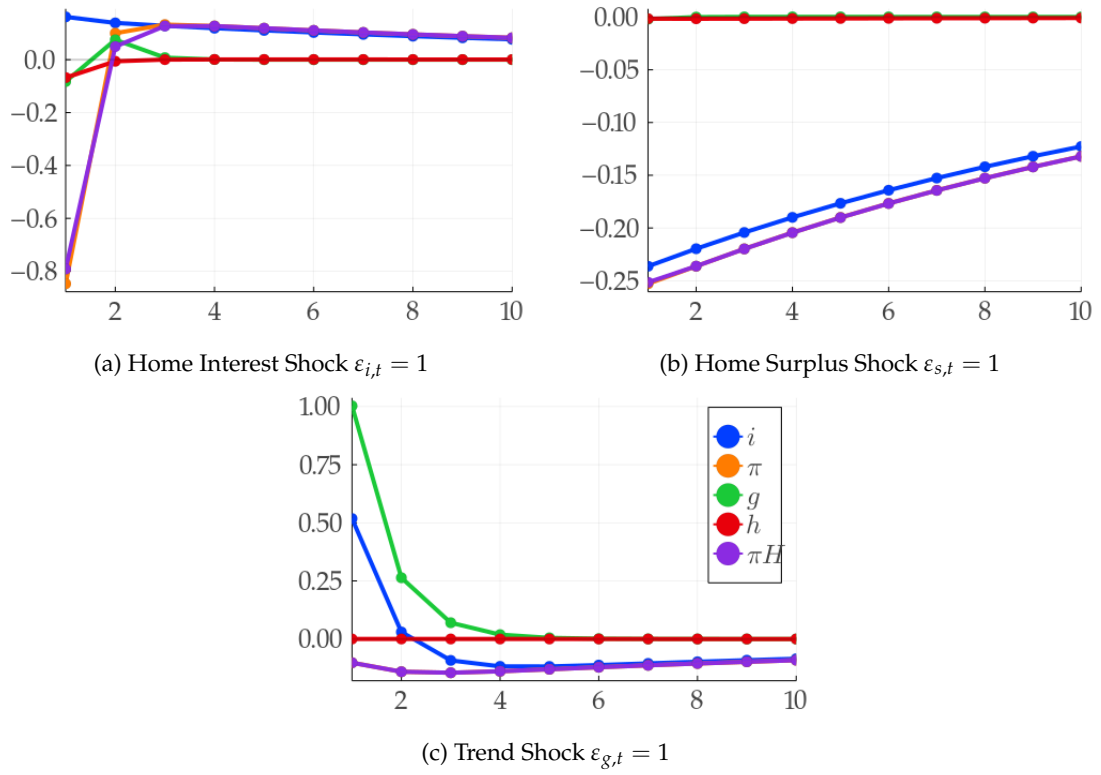 0.0
−0.2
−0.4
−0.6
−0.8
2 4 6 8 10
(a) Home Interest Shock εi,t = 1
0.00
−0.05
−0.10
−0.15
−0.20
−0.25
2 4 6 8 10
(b) Home Surplus Shock εs,t = 1
1.00
0.75
0.50
0.25
0.00
2 4 6 8 10
i
π
g
h
πH
(c) Trend Shock εg,t = 1